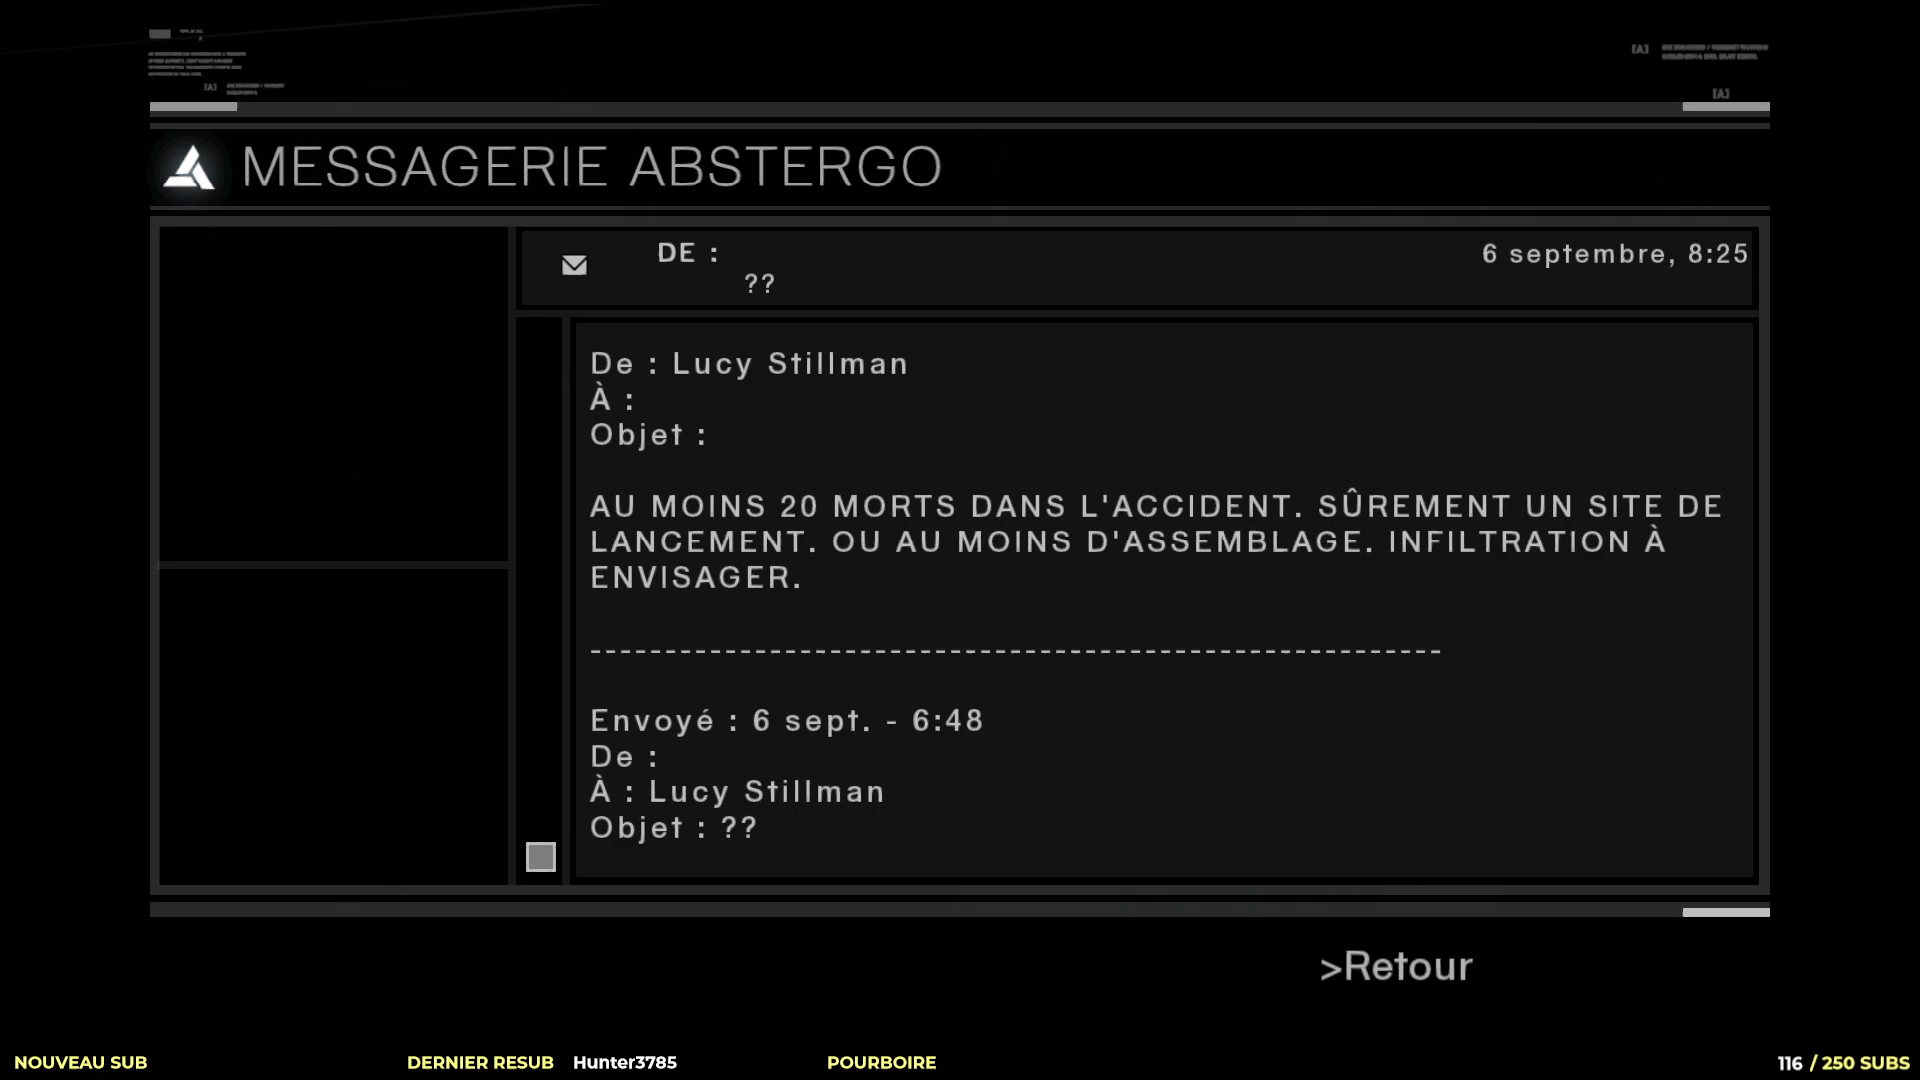 MESSAGERIE ABSTERGO
DE :
??
6 septembre, 8:25
De : Lucy Stillman
À :
Objet :
AU MOINS 20 MORTS DANS L'ACCIDENT. SÛREMENT UN SITE DE
LANCEMENT. OU AU MOINS D'ASSEMBLAGE. INFILTRATION À
ENVISAGER.
---------------------------------------------------------
Envoyé : 6 sept. - 6:48
De :
À : Lucy Stillman
Objet : ??
>Retour
NOUVEAU SUB
DERNIER RESUB Hunter3785
POURBOIRE
116 / 250 SUBS